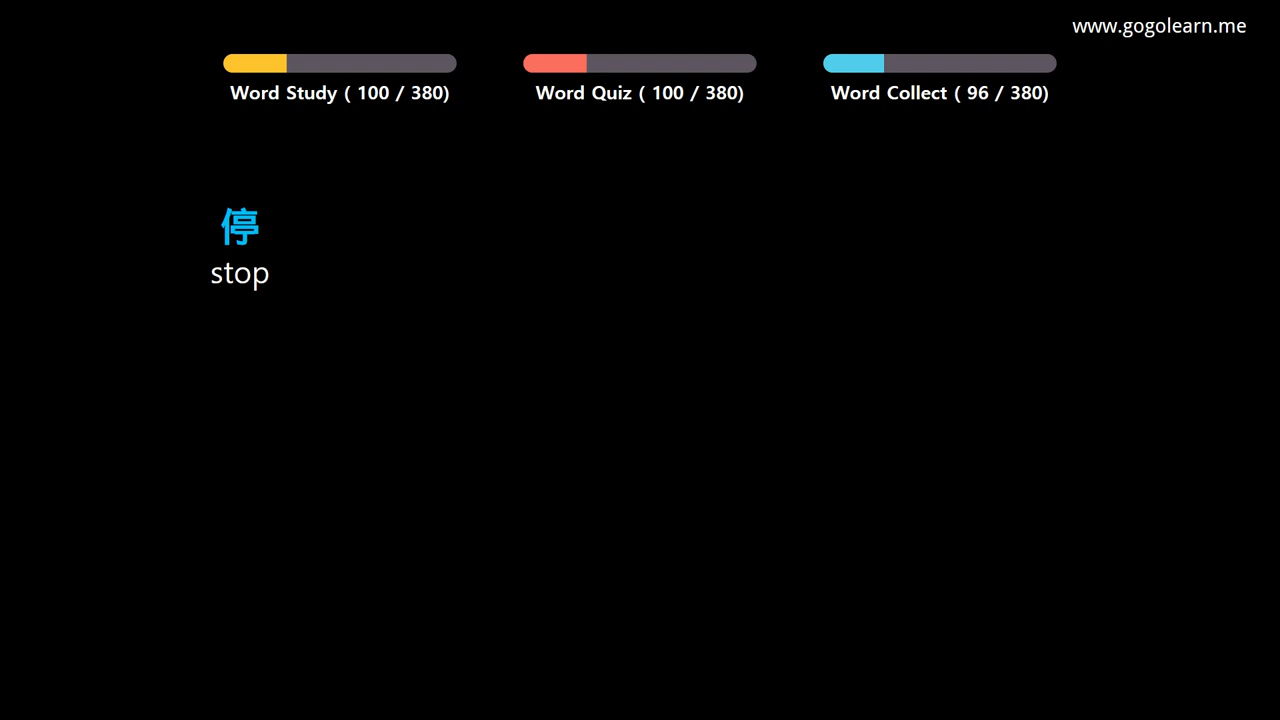 www.gogolearn.me
Word Study ( 100 / 380)
Word Quiz ( 100 / 380)
Word Collect ( 96 / 380)
停
stop